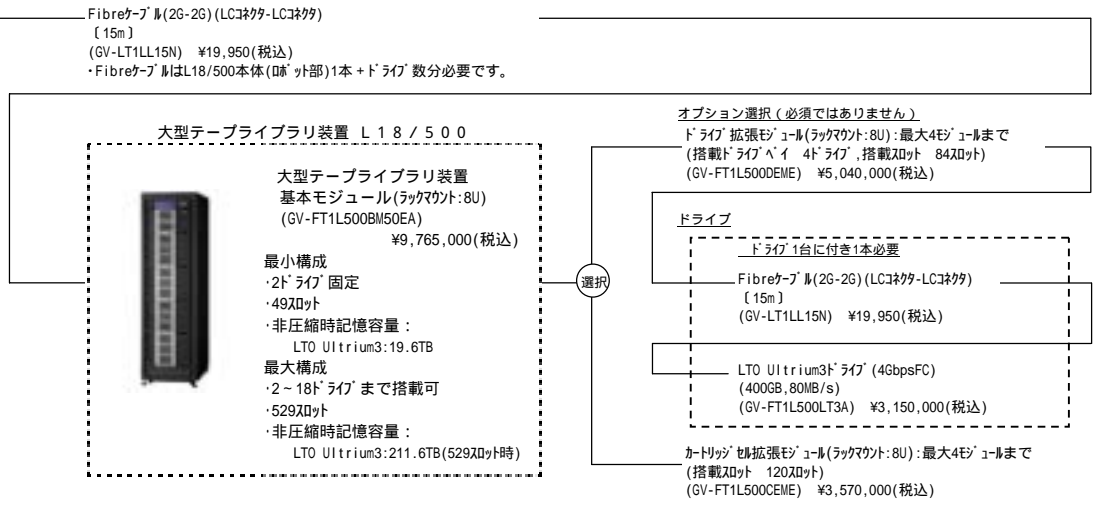 Fibreｹｰﾌﾞﾙ(2G-2G)(LCｺﾈｸﾀ-LCｺﾈｸﾀ)
〔15m〕
(GV-LT1LL15N) ¥19,950(税込)
･FibreｹｰﾌﾞﾙはL18/500本体(ﾛﾎﾞｯﾄ部)1本＋ﾄﾞﾗｲﾌﾞ数分必要です。
大型テープライブラリ装置 Ｌ１８／５００
大型テープライブラリ装置
基本モジュール(ﾗｯｸﾏｳﾝﾄ:8U)
(GV-FT1L500BM50EA)
¥9,765,000(税込)
最小構成
･2ﾄﾞﾗｲﾌﾞ固定
･49ｽﾛｯﾄ
･非圧縮時記憶容量：
LTO Ultrium3:19.6TB
最大構成
･2～18ﾄﾞﾗｲﾌﾞまで搭載可
･529ｽﾛｯﾄ
･非圧縮時記憶容量：
LTO Ultrium3:211.6TB(529ｽﾛｯﾄ時)
選択
オプション選択（必須ではありません）
ﾄﾞﾗｲﾌﾞ拡張ﾓｼﾞｭｰﾙ(ﾗｯｸﾏｳﾝﾄ:8U):最大4ﾓｼﾞｭｰﾙまで
(搭載ﾄﾞﾗｲﾌﾞﾍﾞｲ 4ﾄﾞﾗｲﾌﾞ,搭載ｽﾛｯﾄ 84ｽﾛｯﾄ)
(GV-FT1L500DEME) ¥5,040,000(税込)
ドライブ
ﾄﾞﾗｲﾌﾞ1台に付き1本必要
Fibreｹｰﾌﾞﾙ(2G-2G)(LCｺﾈｸﾀ-LCｺﾈｸﾀ)
〔15m〕
(GV-LT1LL15N) ¥19,950(税込)
LTO Ultrium3ﾄﾞﾗｲﾌﾞ(4GbpsFC)
(400GB,80MB/s)
(GV-FT1L500LT3A) ¥3,150,000(税込)
ｶｰﾄﾘｯｼﾞｾﾙ拡張ﾓｼﾞｭｰﾙ(ﾗｯｸﾏｳﾝﾄ:8U):最大4ﾓｼﾞｭｰﾙまで
(搭載ｽﾛｯﾄ 120ｽﾛｯﾄ)
(GV-FT1L500CEME) ¥3,570,000(税込)